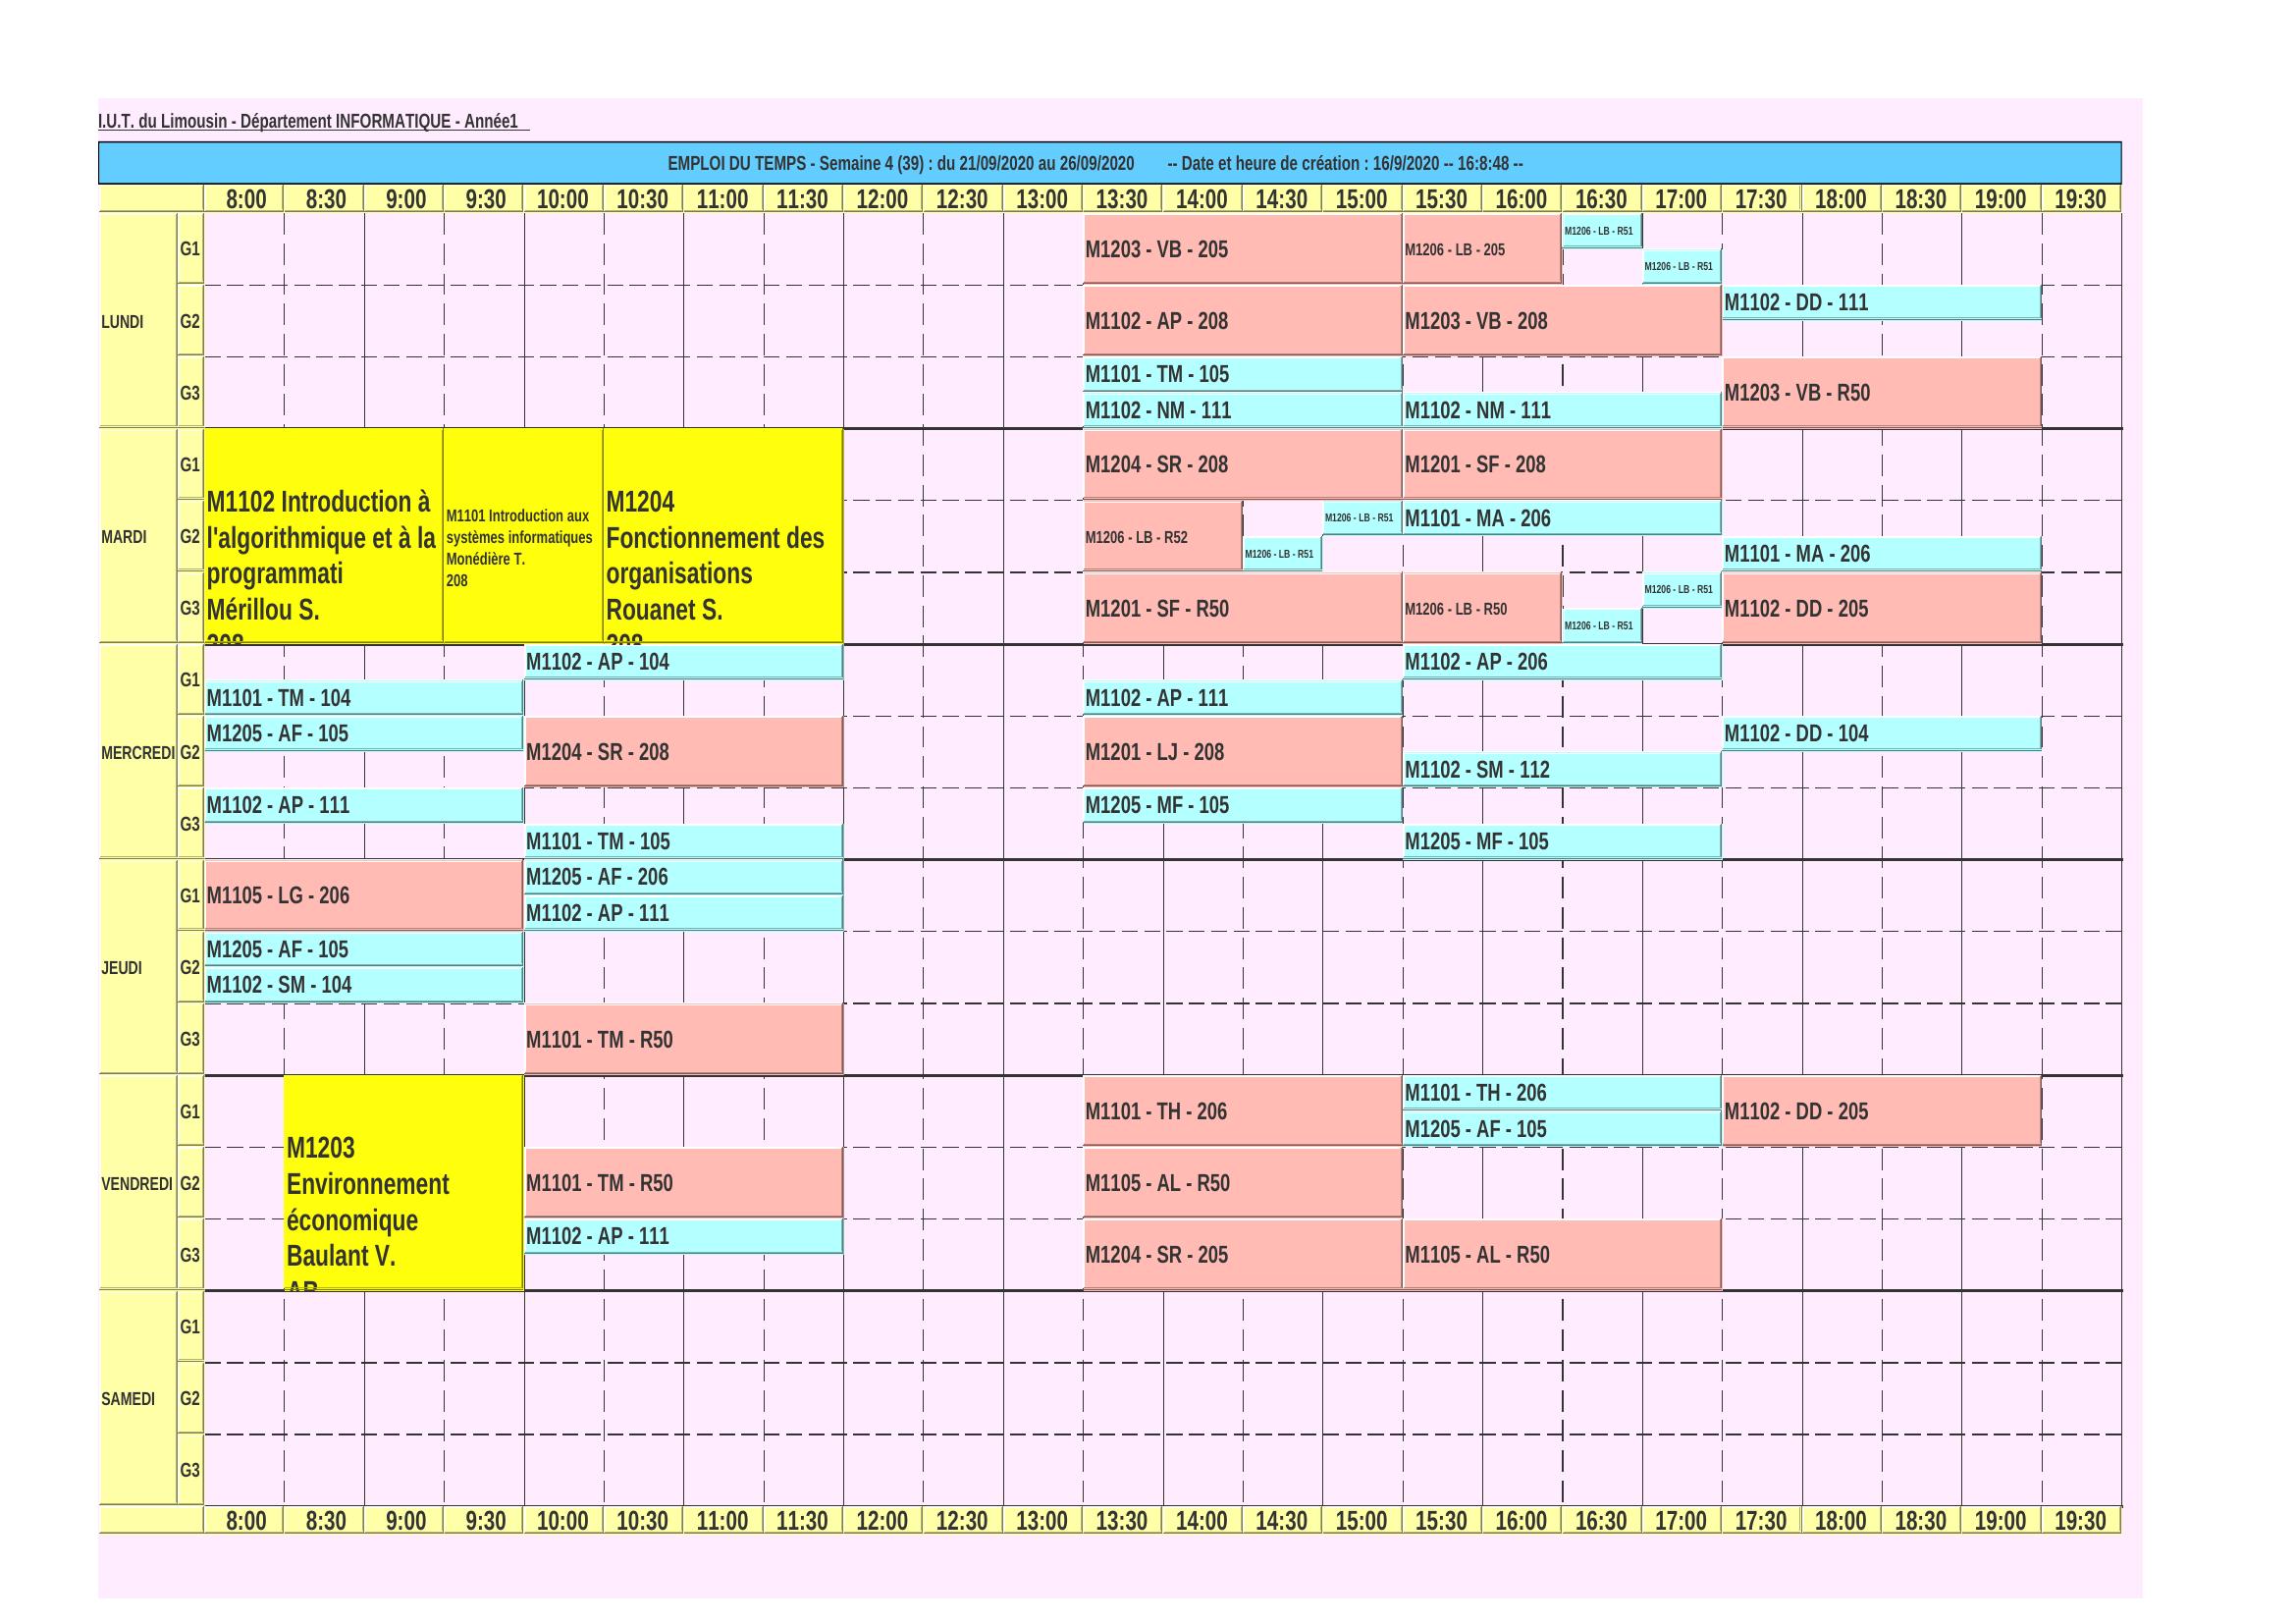 I.U.T. du Limousin - Département INFORMATIQUE - Année1
EMPLOI DU TEMPS - Semaine 4 (39) : du 21/09/2020 au 26/09/2020 -- Date et heure de création : 16/9/2020 -- 16:8:48 --
8:00 8:30 9:00 9:30 10:00 10:30 11:00 11:30 12:00 12:30 13:00 13:30 14:00 14:30 15:00 15:30 16:00 16:30 17:00 17:30 18:00 18:30 19:00 19:30
LUNDI
G1
M1203 - VB - 205
M1206 - LB - 205
M1206 - LB - R51
M1206 - LB - R51
G2
M1102 - AP - 208
M1203 - VB - 208
M1102 - DD - 111
G3
M1101 - TM - 105
M1102 - NM - 111
M1102 - NM - 111
M1203 - VB - R50
MARDI
M1102 Introduction à
l'algorithmique et à la
programmati
Mérillou S.
208
M1101 Introduction aux
systèmes informatiques
Monédière T.
208
M1204
Fonctionnement des
organisations
Rouanet S.
208
G1
M1204 - SR - 208
M1201 - SF - 208
G2
M1206 - LB - R52
M1206 - LB - R51
M1206 - LB - R51
M1101 - MA - 206
M1101 - MA - 206
G3
M1201 - SF - R50
M1206 - LB - R50
M1206 - LB - R51
M1206 - LB - R51
M1102 - DD - 205
MERCREDI
G1
M1102 - AP - 104
M1102 - AP - 206
M1101 - TM - 104
M1102 - AP - 111
G2
M1205 - AF - 105
M1204 - SR - 208
M1201 - LJ - 208
M1102 - SM - 112
M1102 - DD - 104
G3
M1102 - AP - 111
M1205 - MF - 105
M1101 - TM - 105
M1205 - MF - 105
JEUDI
G1
M1105 - LG - 206
M1205 - AF - 206
M1102 - AP - 111
G2
M1205 - AF - 105
M1102 - SM - 104
G3
M1101 - TM - R50
VENDREDI
M1203
Environnement
économique
Baulant V.
G1
M1101 - TH - 206
M1101 - TH - 206
M1205 - AF - 105
M1102 - DD - 205
G2
M1101 - TM - R50
M1105 - AL - R50
G3
M1102 - AP - 111
M1204 - SR - 205
M1105 - AL - R50
SAMEDI
G1
G2
G3
8:00 8:30 9:00 9:30 10:00 10:30 11:00 11:30 12:00 12:30 13:00 13:30 14:00 14:30 15:00 15:30 16:00 16:30 17:00 17:30 18:00 18:30 19:00 19:30